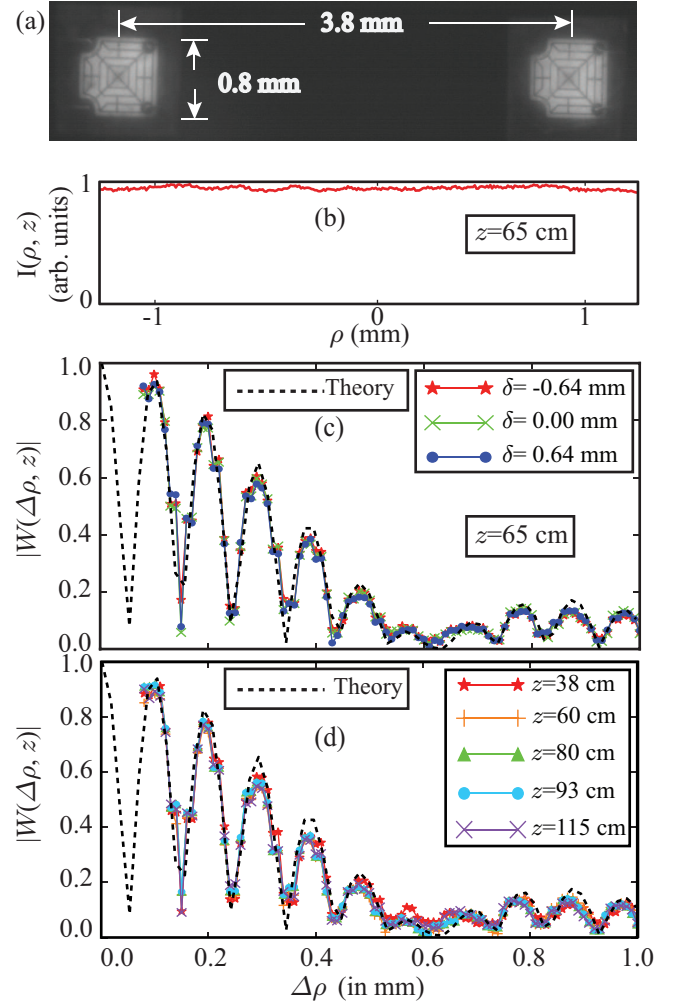 (a)
3.8 mm
0.8 mm
I(ρ, z)
(arb. units)
1
0
(b)
z=65 cm
-1
0
1
ρ (mm)
|W(Δρ, z)|
1.0
0.8
0.6
0.4
0.2
0.0
Theory
(c)
δ= -0.64 mm
δ= 0.00 mm
δ= 0.64 mm
z=65 cm
|W(Δρ, z)|
1.0
0.8
0.6
0.4
0.2
0.0
Theory
(d)
z=38 cm
z=60 cm
z=80 cm
z=93 cm
z=115 cm
0.0 0.2 0.4 0.6 0.8 1.0
Δρ (in mm)